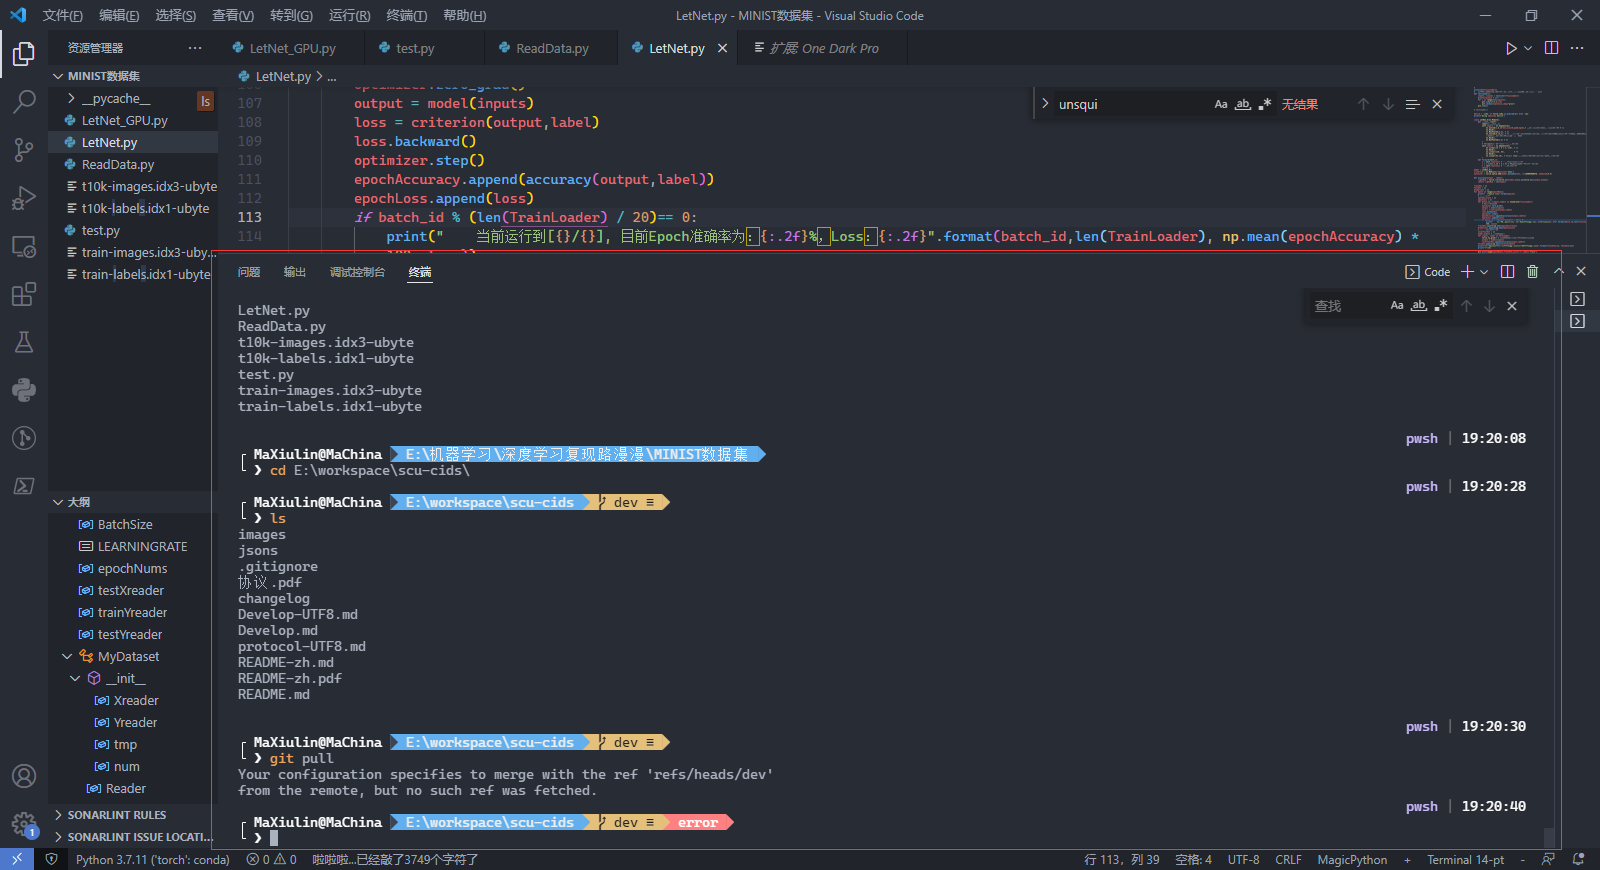 文件(F) 编辑(E) 选择(S) 查看(V) 转到(G) 运行(R) 终端(T) 帮助(H)
LetNet.py - MINIST数据集 - Visual Studio Code
资源管理器
LetNet_GPU.py
test.py
ReadData.py
LetNet.py
扩展: One Dark Pro
MINIST数据集
__pycache__
ls
LetNet_GPU.py
LetNet.py
ReadData.py
t10k-images.idx3-ubyte
t10k-labels.idx1-ubyte
test.py
train-images.idx3-uby...
train-labels.idx1-ubyte
大纲
BatchSize
LEARNINGRATE
epochNums
testXreader
trainYreader
testYreader
MyDataset
__init__
Xreader
Yreader
tmp
num
Reader
SONARLINT RULES
SONARLINT ISSUE LOCATI...
LetNet.py > ...
107 output = model(inputs)
108 loss = criterion(output,label)
109 loss.backward()
110 optimizer.step()
111 epochAccuracy.append(accuracy(output,label))
112 epochLoss.append(loss)
113 if batch_id % (len(TrainLoader) / 20)== 0:
114 print("    当前运行到[{}/{}], 目前Epoch准确率为：{:.2f}%，Loss：{:.2f}".format(batch_id,len(TrainLoader), np.mean(epochAccuracy) *
unsqui
Aa ab .*
无结果
问题 输出 调试控制台 终端
Code
查找
Aa ab .*
LetNet.py
ReadData.py
t10k-images.idx3-ubyte
t10k-labels.idx1-ubyte
test.py
train-images.idx3-ubyte
train-labels.idx1-ubyte
pwsh | 19:20:08
MaXiulin@MaChina E:\机器学习\深度学习复现路漫漫\MINIST数据集
❯ cd E:\workspace\scu-cids\
pwsh | 19:20:28
MaXiulin@MaChina E:\workspace\scu-cids dev ≡
❯ ls
images
jsons
.gitignore
协议.pdf
changelog
Develop-UTF8.md
Develop.md
protocol-UTF8.md
README-zh.md
README-zh.pdf
README.md
pwsh | 19:20:30
MaXiulin@MaChina E:\workspace\scu-cids dev ≡
❯ git pull
Your configuration specifies to merge with the ref 'refs/heads/dev'
from the remote, but no such ref was fetched.
pwsh | 19:20:40
MaXiulin@MaChina E:\workspace\scu-cids dev ≡ error
❯
1
Python 3.7.11 ('torch': conda) 0 0 啦啦啦...已经敲了3749个字符了
行 113，列 39 空格: 4 UTF-8 CRLF MagicPython + Terminal 14-pt -